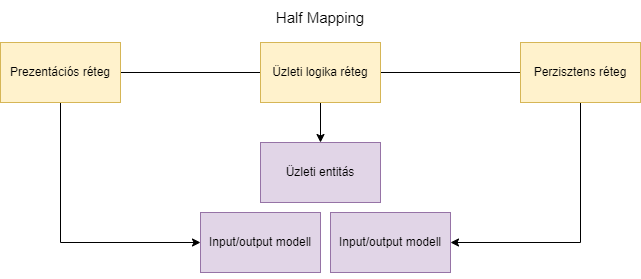 Half Mapping
Prezentációs réteg
Üzleti logika réteg
Perzisztens réteg
Üzleti entitás
Input/output modell
Input/output modell